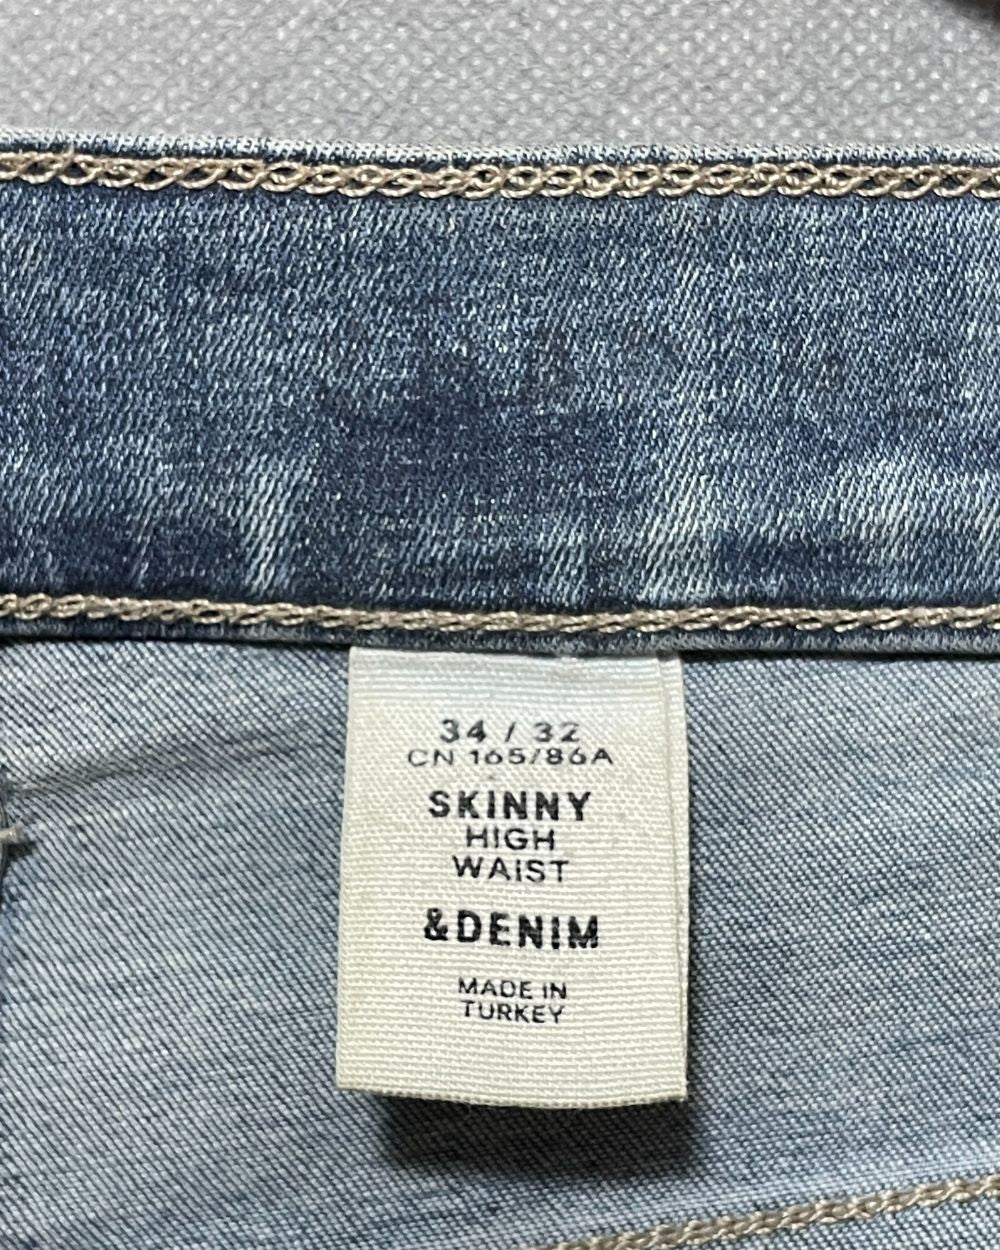 34 / 32
CN 165/86A
SKINNY
HIGH
WAIST
&DENIM
MADE IN
TURKEY